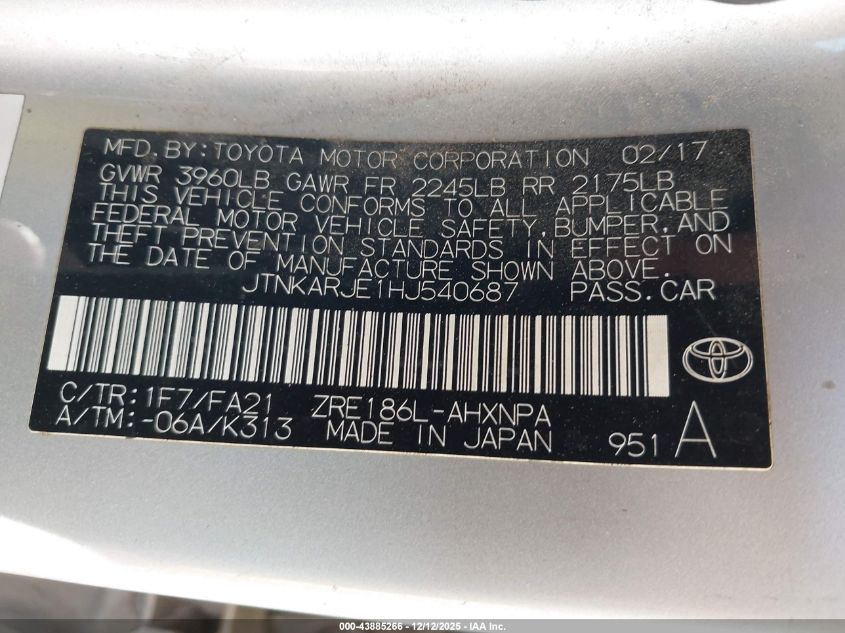 MFD. BY: TOYOTA MOTOR CORPORATION 02/17
GVWR 3960LB GAWR FR 2245LB RR 2175LB
THIS VEHICLE CONFORMS TO ALL APPLICABLE
FEDERAL MOTOR VEHICLE SAFETY, BUMPER, AND
THEFT PREVENTION STANDARDS IN EFFECT ON
THE DATE OF MANUFACTURE SHOWN ABOVE.
JTNKARJE1HJ540687 PASS.CAR
C/TR: 1F7/FA21 ZRE186L-AHXNPA
A/TM: -06A/K313 MADE IN JAPAN 951 A
000-43885266 - 12/12/2025 - IAA Inc.